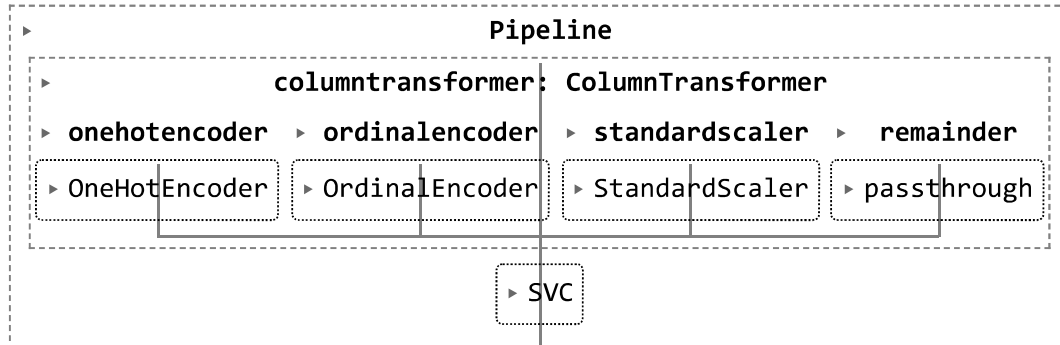 Pipeline
columntransformer: ColumnTransformer
onehotencoder ordinalencoder standardscaler remainder
OneHotEncoder OrdinalEncoder StandardScaler passthrough
SVC